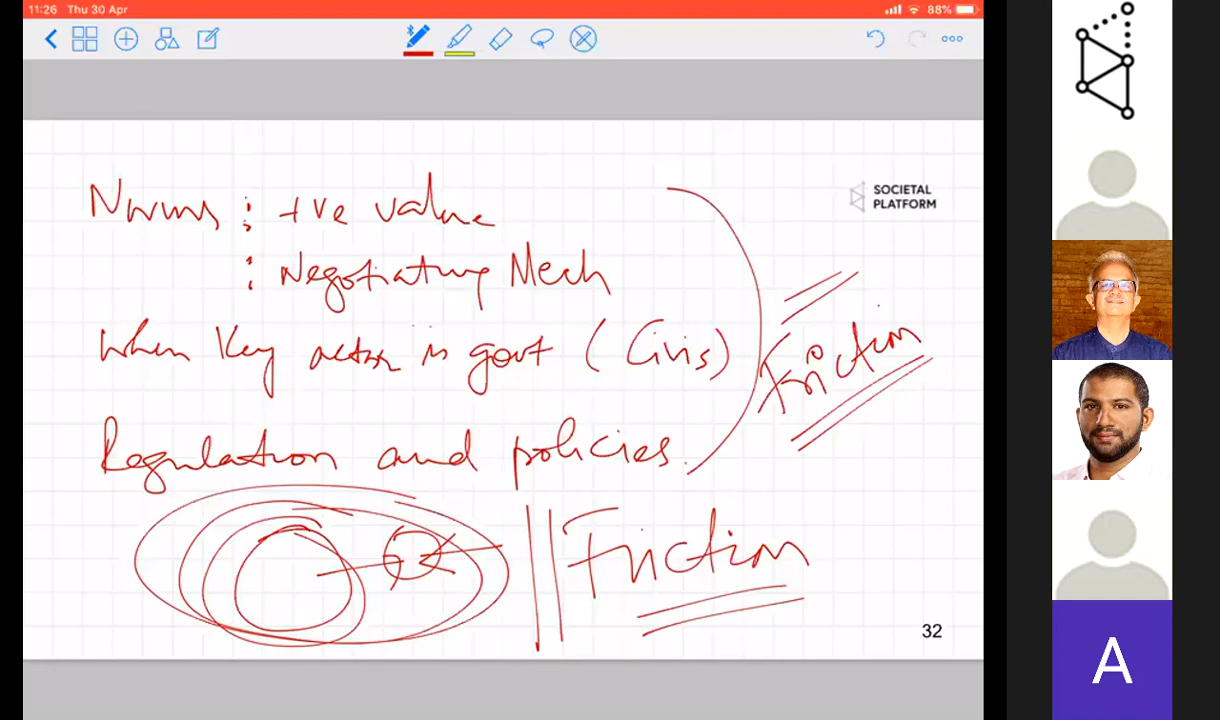 11:26 Thu 30 Apr
88%
SOCIETAL
PLATFORM
Norms : +ve value
: Negotiating Mech
When key actor is govt (Civis)
Regulation and policies.
Friction
Friction
32
A